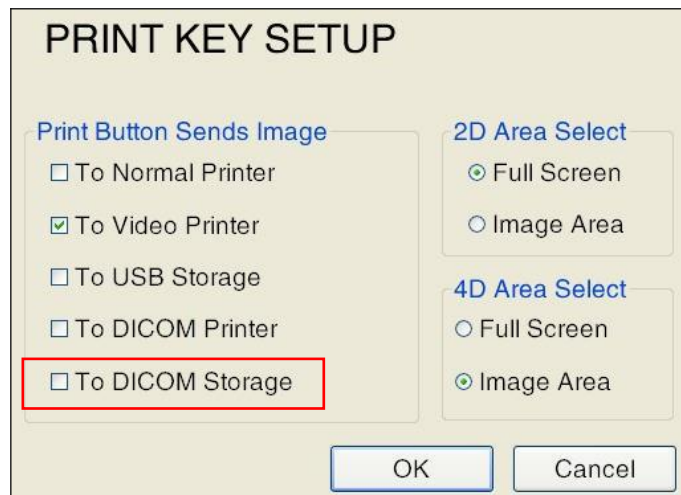 PRINT KEY SETUP
Print Button Sends Image
To Normal Printer
To Video Printer
To USB Storage
To DICOM Printer
To DICOM Storage
2D Area Select
Full Screen
Image Area
4D Area Select
Full Screen
Image Area
OK
Cancel